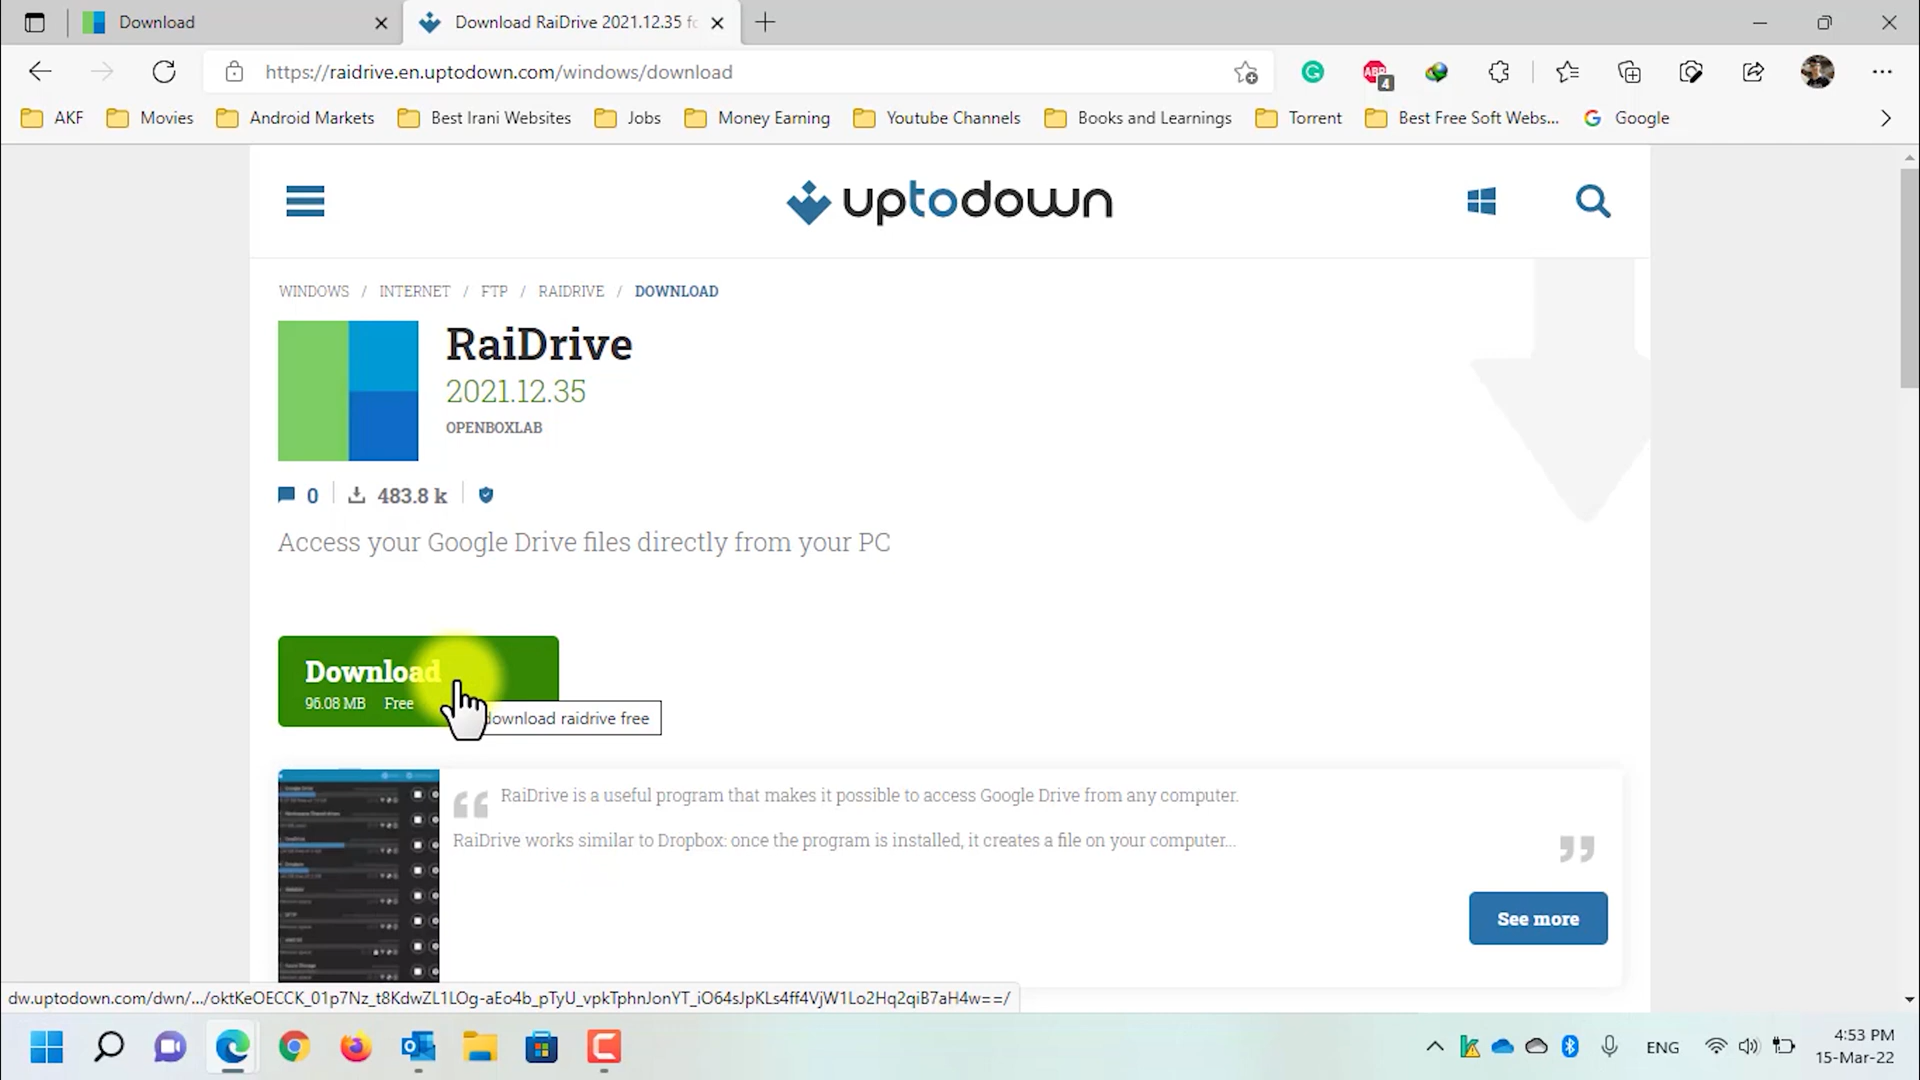 Download
Download RaiDrive 2021.12.35 fo
https://raidrive.en.uptodown.com/windows/download
ABP
4
AKF
Movies
Android Markets
Best Irani Websites
Jobs
Money Earning
Youtube Channels
Books and Learnings
Torrent
Best Free Soft Webs...
Google
uptodown
WINDOWS / INTERNET / FTP / RAIDRIVE / DOWNLOAD
RaiDrive
2021.12.35
OPENBOXLAB
0
483.8 k
Access your Google Drive files directly from your PC
Download
96.08 MB Free
download raidrive free
RaiDrive is a useful program that makes it possible to access Google Drive from any computer.
RaiDrive works similar to Dropbox: once the program is installed, it creates a file on your computer...
See more
dw.uptodown.com/dwn/.../oktKeOECCK_01p7Nz_t8KdwZL1LOg-aEo4b_pTyU_vpkTphnJonYT_iO64sJpKLs4ff4VjW1Lo2Hq2qiB7aH4w==/
ENG
4:53 PM
15-Mar-22